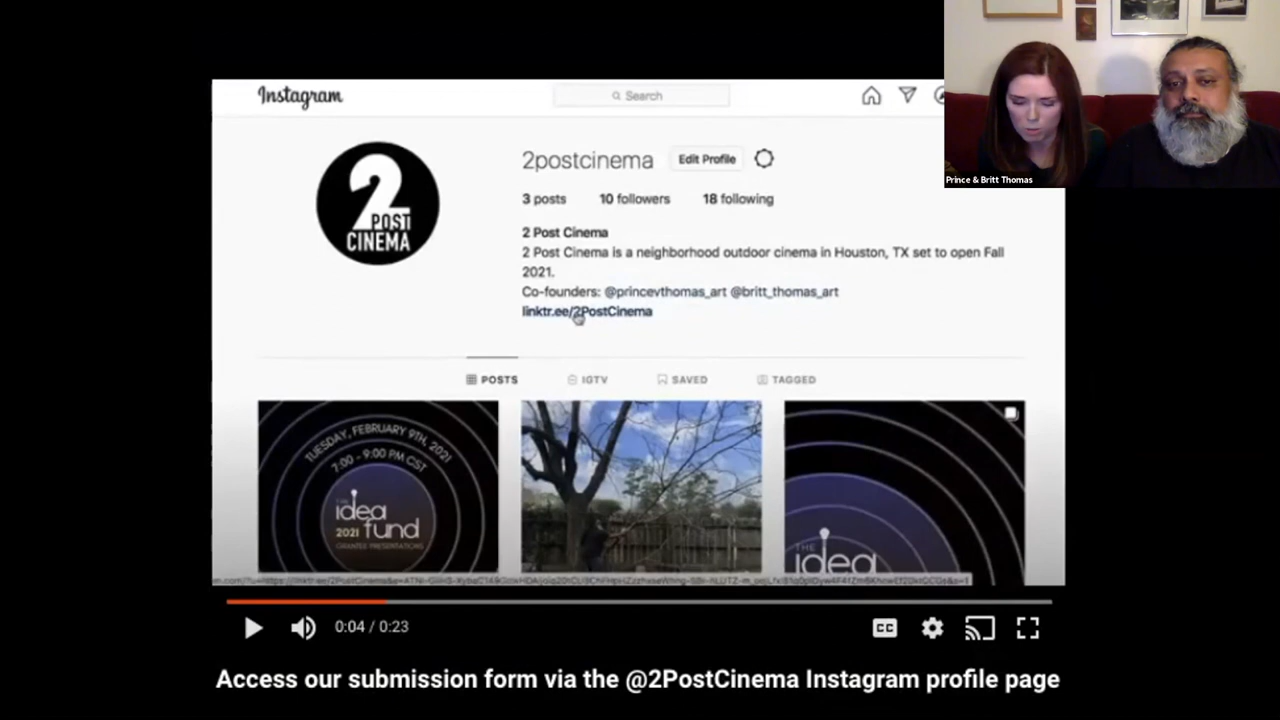 Instagram
Search
2
POST
CINEMA
2postcinema
Edit Profile
3 posts 10 followers 18 following
2 Post Cinema
2 Post Cinema is a neighborhood outdoor cinema in Houston, TX set to open Fall
2021.
Co-founders: @princevthomas_art @britt_thomas_art
linktr.ee/2PostCinema
Prince & Britt Thomas
POSTS IGTV SAVED TAGGED
TUESDAY, FEBRUARY 9TH, 2021
7:00 - 9:00 PM CST
THE
idea
2021 fund
GRANTEE PRESENTATIONS
THE
idea
0:04 / 0:23
CC
Access our submission form via the @2PostCinema Instagram profile page